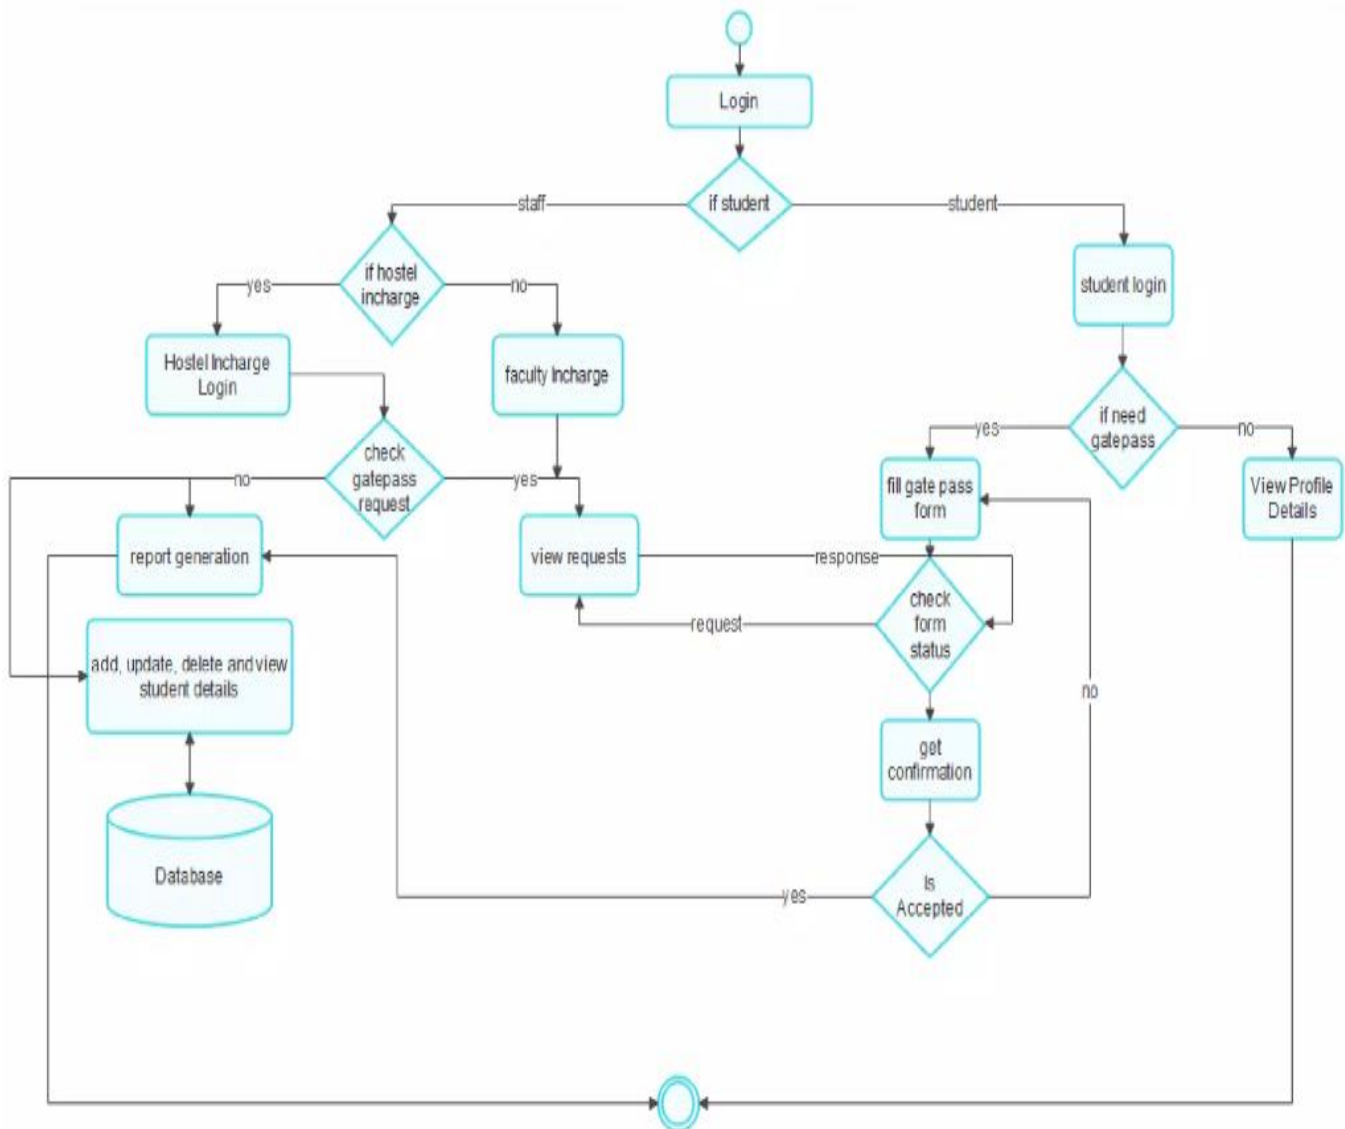 Login
staff
if student
student
if hostel
incharge
yes
no
student login
Hostel Incharge
Login
faculty Incharge
if need
gatepass
yes
no
check
gatepass
request
no
yes
fill gate pass
form
View Profile
Details
report generation
view requests
response
check
form
status
request
add, update, delete and view
student details
no
get
confirmation
Database
Is
Accepted
yes